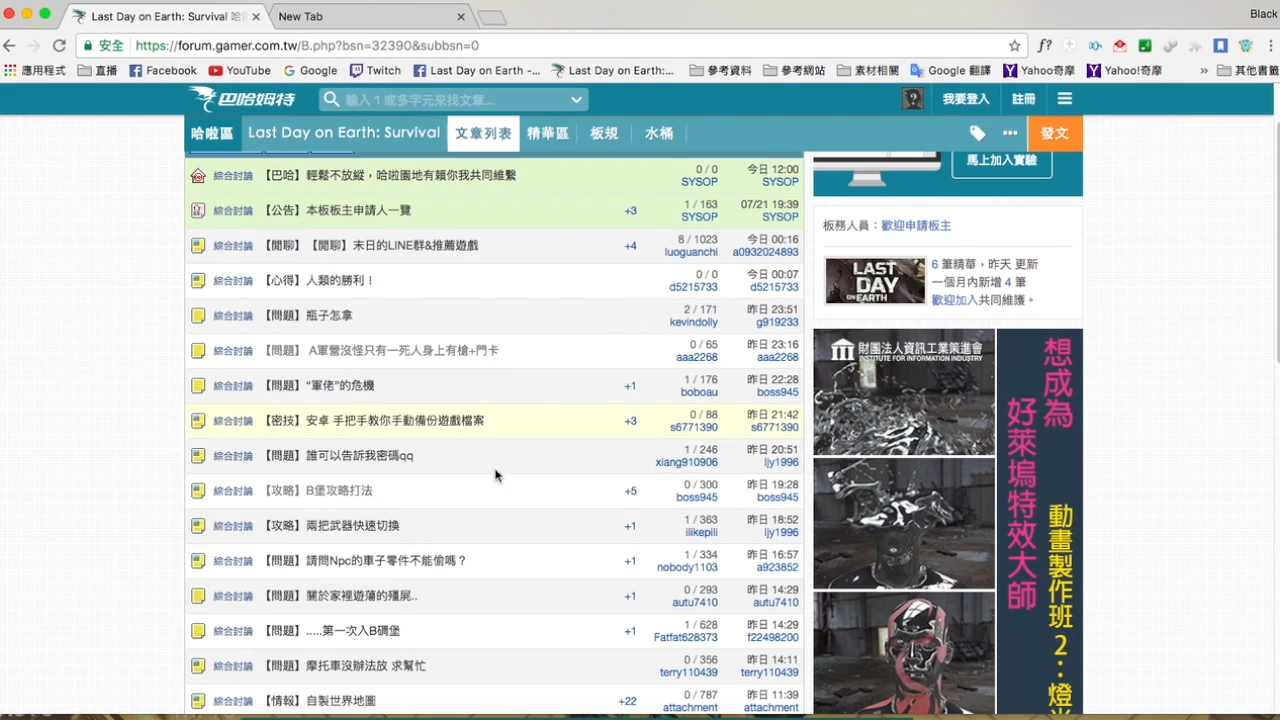 Last Day on Earth: Survival 哈
New Tab
Black
安全 https://forum.gamer.com.tw/B.php?bsn=32390&subbsn=0
應用程式 直播 Facebook YouTube Google Twitch Last Day on Earth -... Last Day on Earth:... 參考資料 參考網站 素材相關 Google 翻譯 Yahoo奇摩 Yahoo!奇摩 » 其他書籤
巴哈姆特 輸入 1 或多字元來找文章... 我要登入 註冊
哈啦區 Last Day on Earth: Survival 文章列表 精華區 板規 水桶 發文
綜合討論 【巴哈】輕鬆不放縱，哈啦園地有賴你我共同維繫 0 / 0 今日 12:00
SYSOP SYSOP
綜合討論 【公告】本板板主申請人一覽 +3 1 / 163 07/21 19:39
SYSOP SYSOP
綜合討論 【閒聊】【閒聊】末日的LINE群&推薦遊戲 +4 8 / 1023 今日 00:16
luoguanchi a0932024893
綜合討論 【心得】人類的勝利！ 0 / 0 今日 00:07
d5215733 d5215733
綜合討論 【問題】瓶子怎拿 2 / 171 昨日 23:51
kevindolly g919233
綜合討論 【問題】 A軍營沒怪只有一死人身上有槍+門卡 0 / 65 昨日 23:16
aaa2268 aaa2268
綜合討論 【問題】“軍佬”的危機 +1 1 / 176 昨日 22:28
boboau boss945
綜合討論 【密技】安卓 手把手教你手動備份遊戲檔案 +3 0 / 88 昨日 21:42
s6771390 s6771390
綜合討論 【問題】誰可以告訴我密碼qq 1 / 246 昨日 20:51
xiang910906 ljy1996
綜合討論 【攻略】B堡攻略打法 +5 0 / 300 昨日 19:28
boss945 boss945
綜合討論 【攻略】兩把武器快速切換 +1 1 / 363 昨日 18:52
ilikepili ljy1996
綜合討論 【問題】請問Npc的車子零件不能偷嗎？ +1 1 / 334 昨日 16:57
nobody1103 a923852
綜合討論 【問題】關於家裡遊蕩的殭屍.. +1 0 / 293 昨日 14:29
autu7410 autu7410
綜合討論 【問題】.....第一次入B碉堡 +1 1 / 628 昨日 14:29
Fatfat628373 f22498200
綜合討論 【問題】摩托車沒辦法放 求幫忙 0 / 356 昨日 14:11
terry110439 terry110439
綜合討論 【情報】自製世界地圖 +22 0 / 787 昨日 11:39
attachment attachment
馬上加入實驗
板務人員：歡迎申請板主
LAST DAY ON EARTH
6 筆精華，昨天 更新
一個月內新增 4 筆
歡迎加入共同維護。
財團法人資訊工業策進會
INSTITUTE FOR INFORMATION INDUSTRY
想成為
好萊塢特效大師
動畫製作班2：燈光